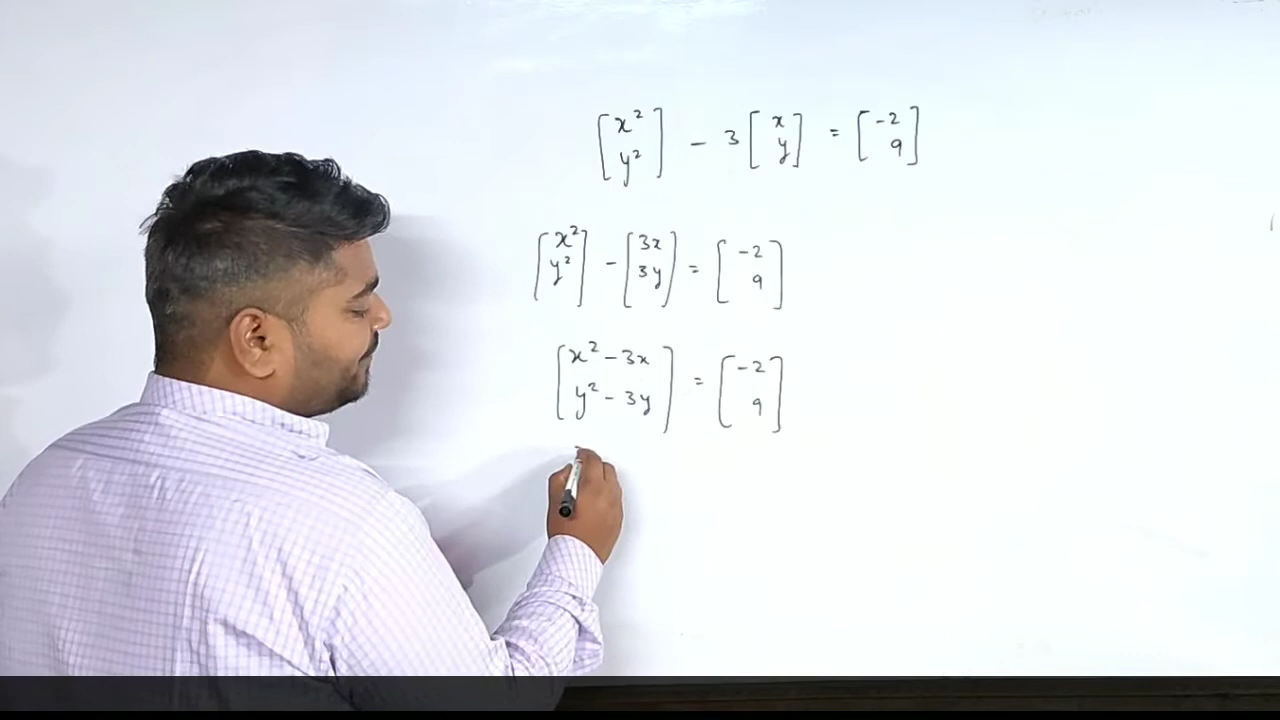 [x² y²] - 3 [x y] = [-2 9]
[x² y²] - [3x 3y] = [-2 9]
[x² - 3x y² - 3y] = [-2 9]